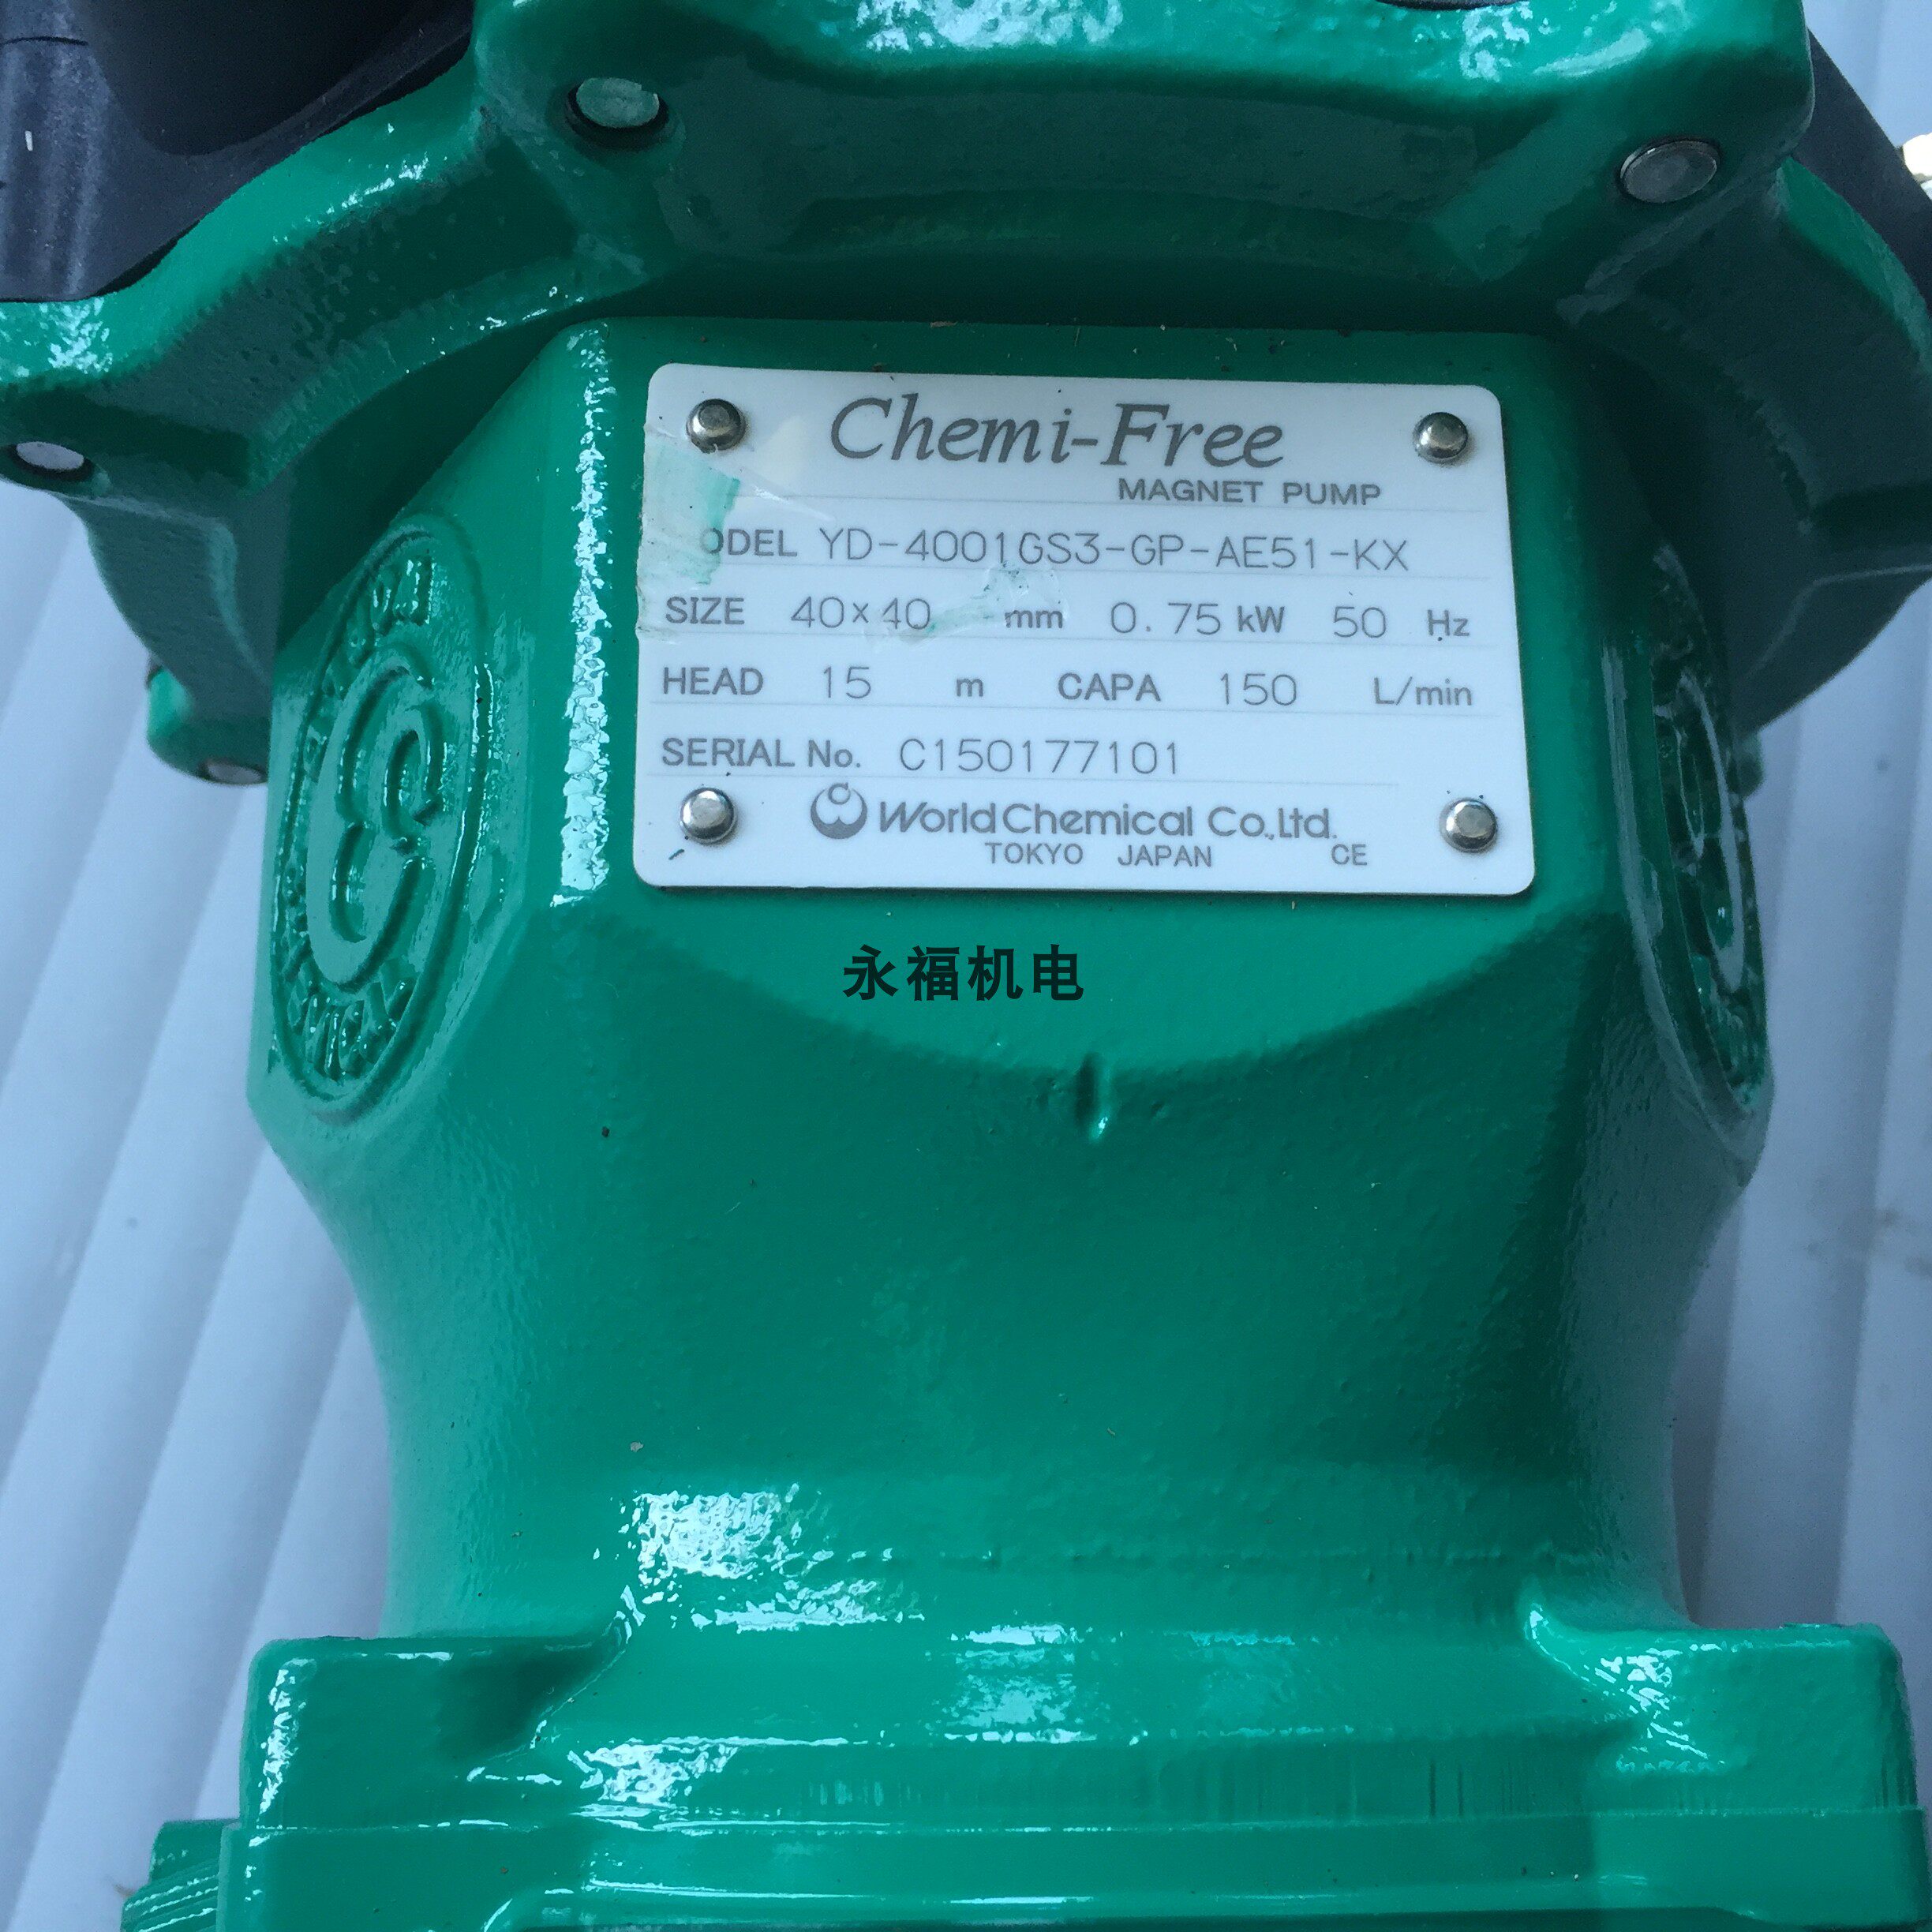 Chemi-Free
MAGNET PUMP
ODEL YD-4001GS3-GP-AE51-KX
SIZE 40×40 mm 0.75 kW 50 Hz
HEAD 15 m CAPA 150 L/min
SERIAL No. C150177101
World Chemical Co.,Ltd.
TOKYO JAPAN CE
永福机电